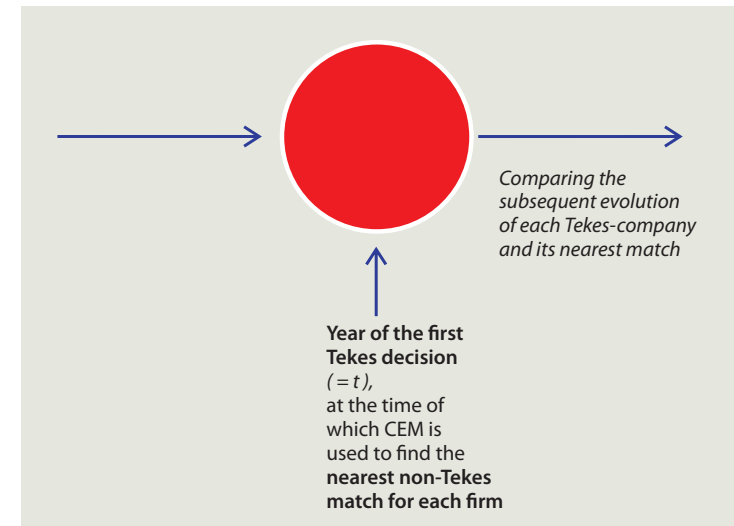 Comparing the
subsequent evolution
of each Tekes-company
and its nearest match
Year of the first
Tekes decision
( = t ),
at the time of
which CEM is
used to find the
nearest non-Tekes
match for each firm